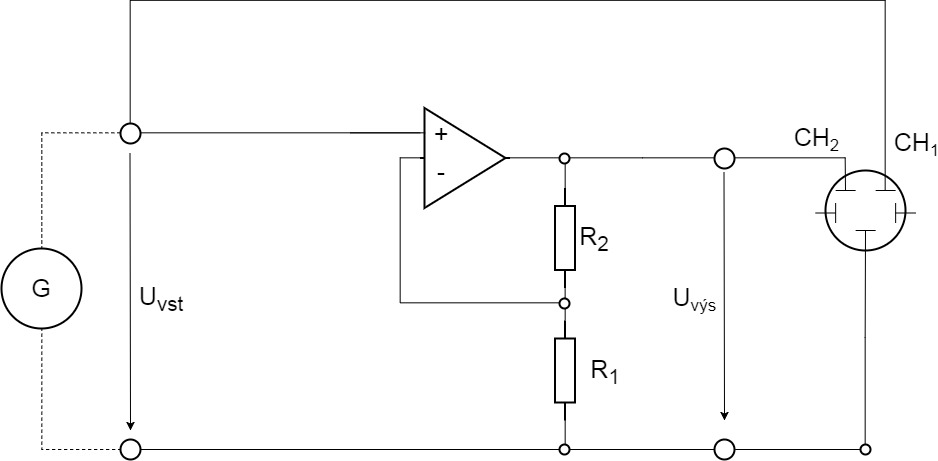 CH₂
CH₁
+
-
R₂
G
Uvst
Uvýs
R₁